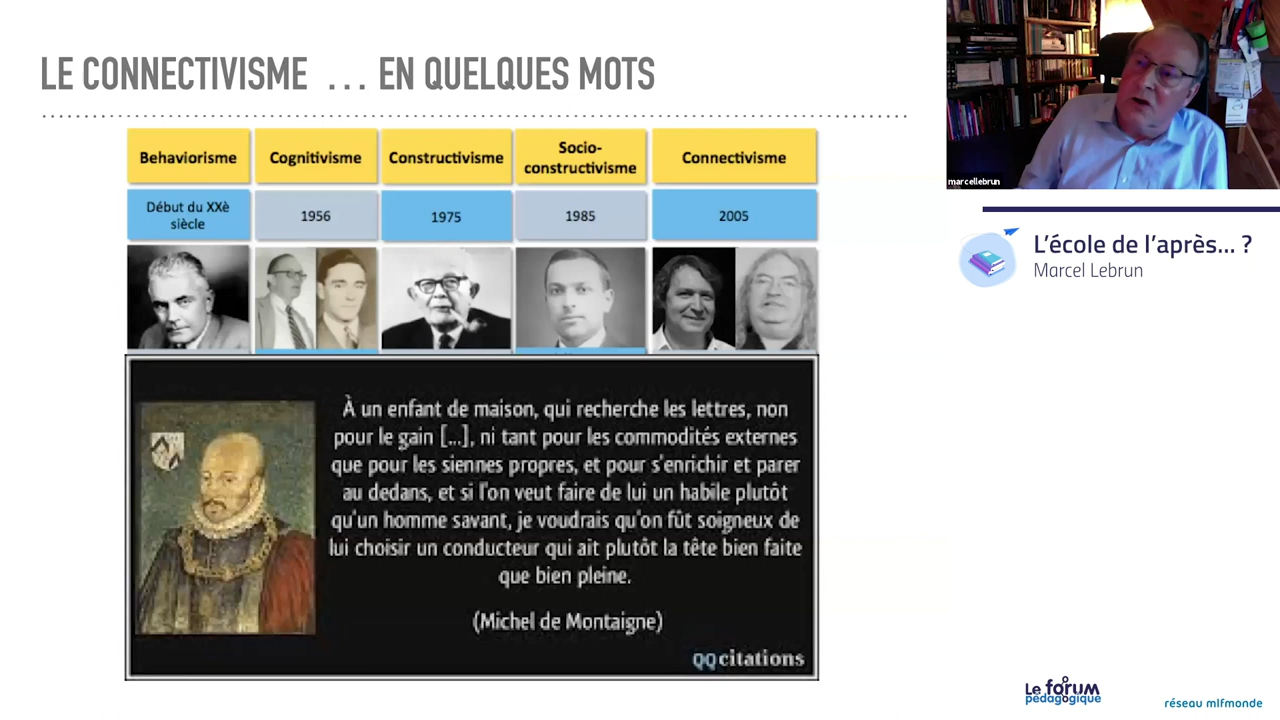 LE CONNECTIVISME ... EN QUELQUES MOTS
Behaviorisme
Cognitivisme
Constructivisme
Socio-
constructivisme
Connectivisme
Début du XXè
siècle
1956
1975
1985
2005
À un enfant de maison, qui recherche les lettres, non
pour le gain [...], ni tant pour les commodités externes
que pour les siennes propres, et pour s'enrichir et parer
au dedans, et si l'on veut faire de lui un habile plutôt
qu'un homme savant, je voudrais qu'on fût soigneux de
lui choisir un conducteur qui ait plutôt la tête bien faite
que bien pleine.
(Michel de Montaigne)
QQcitations
marcellebrun
L'école de l'après... ?
Marcel Lebrun
Le forum
pédagogique
réseau mlfmonde